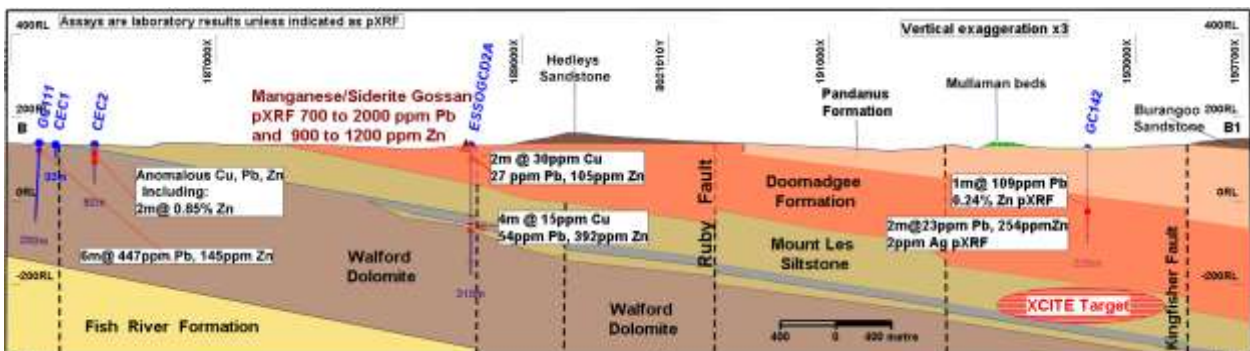 400RL
Assays are laboratory results unless indicated as pXRF
187000X
189000X
191000X
Vertical exaggeration x3
193000X
400RL
Hedleys
Sandstone
Mullaman beds
Pandanus
Formation
Burangoo
Sandstone
200RL
200RL
B
B1
CEC1
CEC2
ESSOGCD2A
GC142
Manganese/Siderite Gossan
pXRF 700 to 2000 ppm Pb
and 900 to 1200 ppm Zn
Anomalous Cu, Pb, Zn
Including:
2m@ 0.85% Zn
2m @ 30ppm Cu
27 ppm Pb, 105ppm Zn
4m @ 15ppm Cu
54ppm Pb, 392ppm Zn
6m@ 447ppm Pb, 145ppm Zn
1m@ 109ppm Pb
0.24% Zn pXRF
2m@23ppm Pb, 254ppmZn
2ppm Ag pXRF
0RL
0RL
Ruby Fault
Doomadgee
Formation
Mount Les
Siltstone
Walford
Dolomite
Walford
Dolomite
Fish River Formation
-200RL
-200RL
XCITE Target
Kingfisher Fault
400
0
400 metre